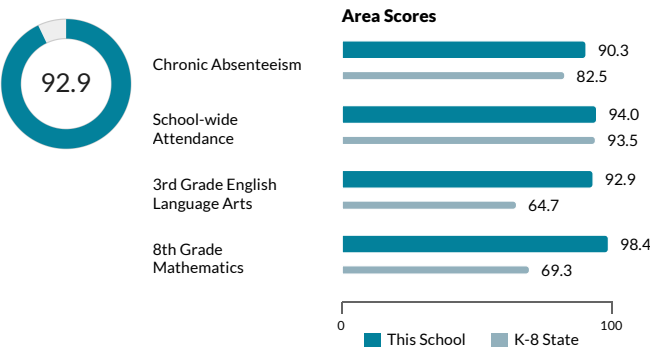 92.9
Area Scores
Chronic Absenteeism
90.3
82.5
School-wide
Attendance
94.0
93.5
3rd Grade English
Language Arts
92.9
64.7
8th Grade
Mathematics
98.4
69.3
0
100
This School
K-8 State